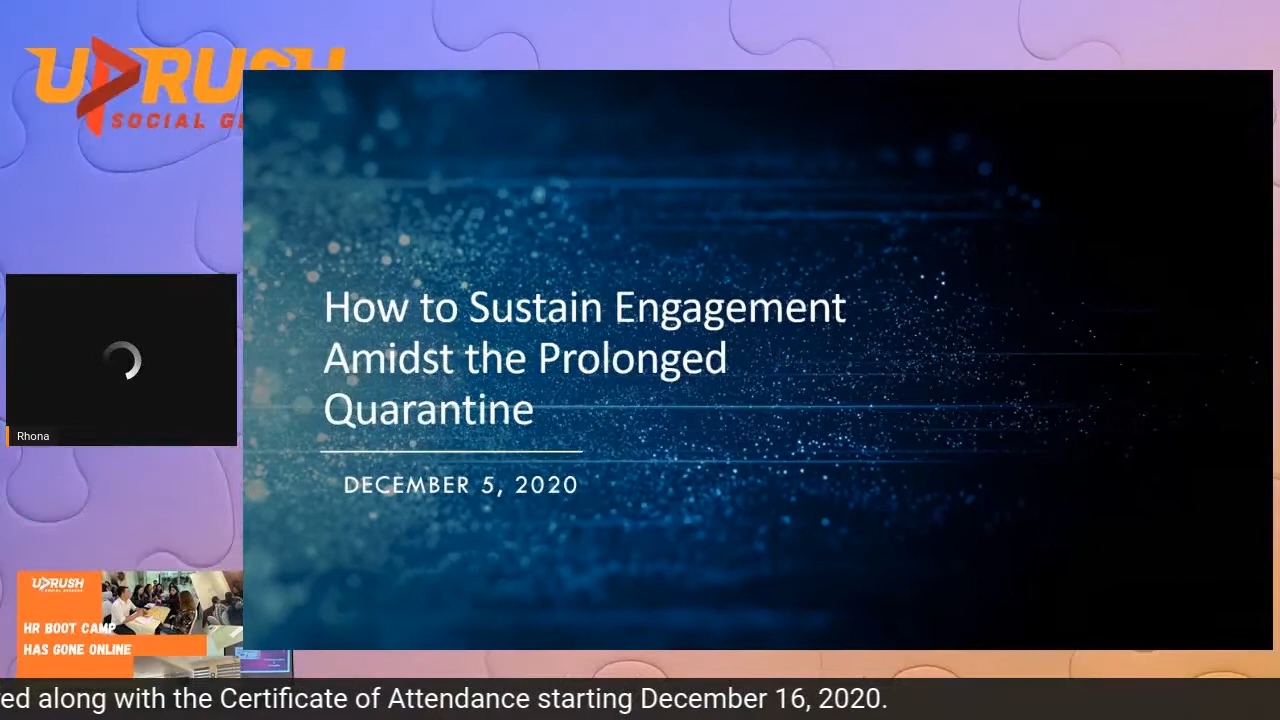 UPRUSH
SOCIAL
How to Sustain Engagement
Amidst the Prolonged
Quarantine
DECEMBER 5, 2020
Rhona
UPRUSH
HR BOOT CAMP
HAS GONE ONLINE
along with the Certificate of Attendance starting December 16, 2020.